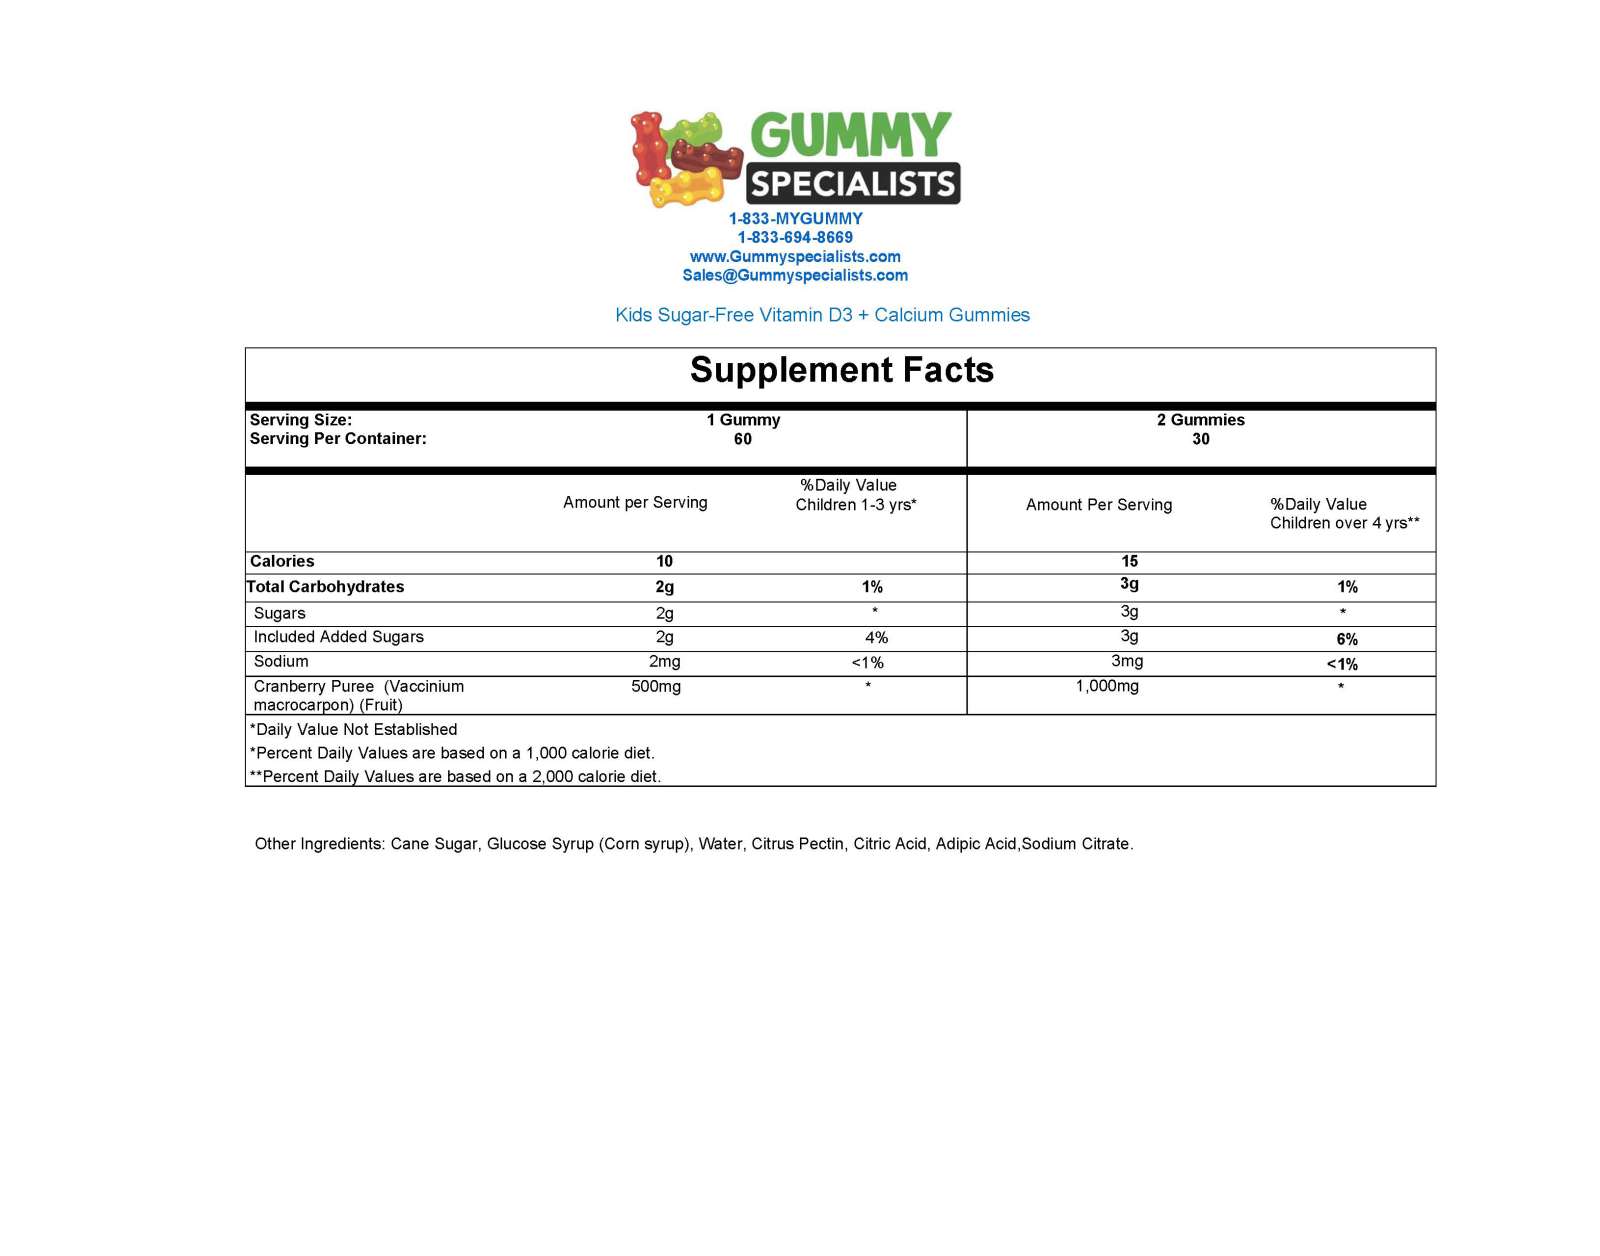 GUMMY
SPECIALISTS
1-833-MYGUMMY
1-833-694-8669
www.Gummyspecialists.com
Sales@Gummyspecialists.com
Kids Sugar-Free Vitamin D3 + Calcium Gummies
Supplement Facts
Serving Size: 1 Gummy 2 Gummies
Serving Per Container: 60 30
Amount per Serving %Daily Value Children 1-3 yrs* Amount Per Serving %Daily Value Children over 4 yrs**
Calories 10 15
Total Carbohydrates 2g 1% 3g 1%
Sugars 2g * 3g *
Included Added Sugars 2g 4% 3g 6%
Sodium 2mg <1% 3mg <1%
Cranberry Puree (Vaccinium 500mg * 1,000mg *
macrocarpon) (Fruit)
*Daily Value Not Established
*Percent Daily Values are based on a 1,000 calorie diet.
**Percent Daily Values are based on a 2,000 calorie diet.
Other Ingredients: Cane Sugar, Glucose Syrup (Corn syrup), Water, Citrus Pectin, Citric Acid, Adipic Acid,Sodium Citrate.